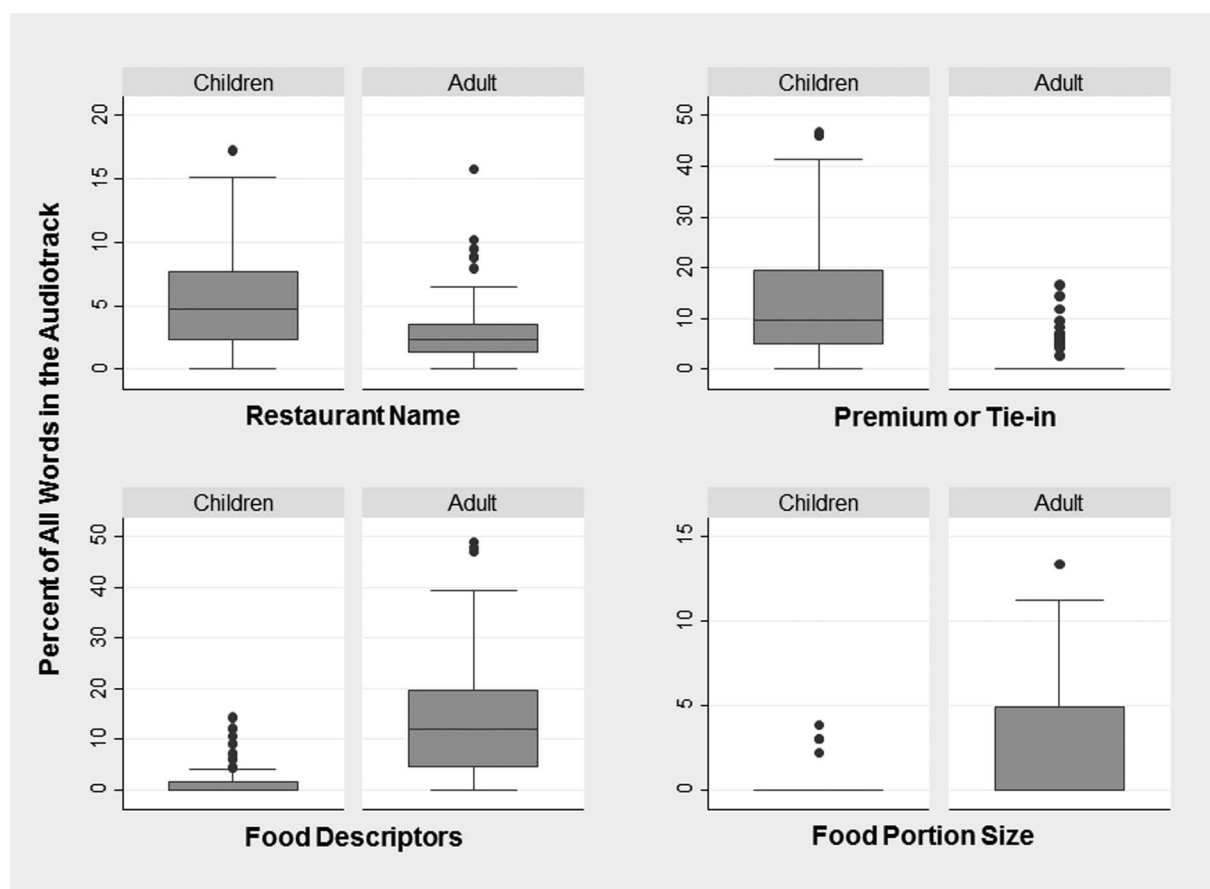 Percent of All Words in the Audiotrack
Children Adult
20
15
10
5
0
Restaurant Name
Children Adult
50
40
30
20
10
0
Premium or Tie-in
Children Adult
50
40
30
20
10
0
Food Descriptors
Children Adult
15
10
5
0
Food Portion Size